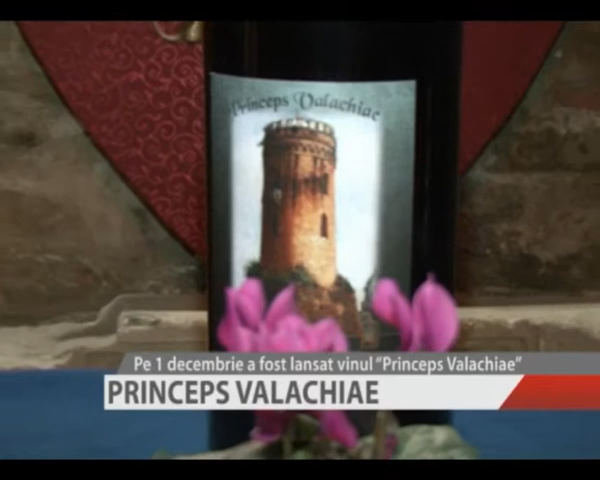 Princeps Valachiae
Pe 1 decembrie a fost lansat vinul "Princeps Valachiae"
PRINCEPS VALACHIAE